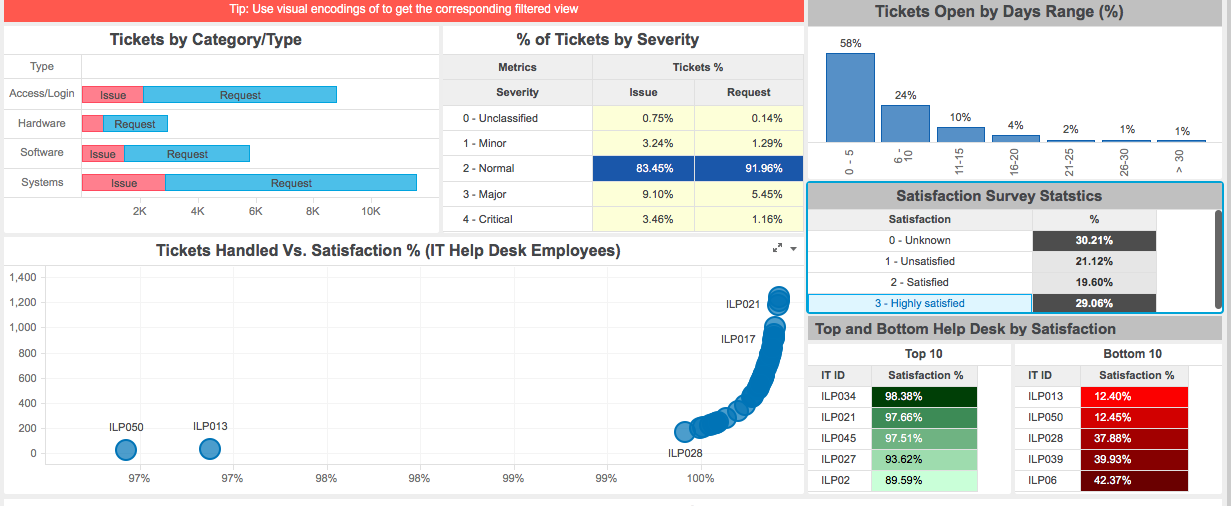 Tip: Use visual encodings of to get the corresponding filtered view
Tickets by Category/Type
Type
Access/Login Issue Request
Hardware Request
Software Issue Request
Systems Issue Request
2K 4K 6K 8K 10K
% of Tickets by Severity
Metrics Tickets %
Severity Issue Request
0 - Unclassified 0.75% 0.14%
1 - Minor 3.24% 1.29%
2 - Normal 83.45% 91.96%
3 - Major 9.10% 5.45%
4 - Critical 3.46% 1.16%
Tickets Open by Days Range (%)
58% 24% 10% 4% 2% 1% 1%
0 - 5 6 - 10 11-15 16-20 21-25 26-30 > 30
Satisfaction Survey Statstics
Satisfaction %
0 - Unknown 30.21%
1 - Unsatisfied 21.12%
2 - Satisfied 19.60%
3 - Highly satisfied 29.06%
Tickets Handled Vs. Satisfaction % (IT Help Desk Employees)
1,400
1,200
1,000
800
600
400
200
0
ILP021
ILP017
ILP050 ILP013
ILP028
97% 97% 98% 98% 99% 99% 100%
Top and Bottom Help Desk by Satisfaction
Top 10
IT ID Satisfaction %
ILP034 98.38%
ILP021 97.66%
ILP045 97.51%
ILP027 93.62%
ILP02 89.59%
Bottom 10
IT ID Satisfaction %
ILP013 12.40%
ILP050 12.45%
ILP028 37.88%
ILP039 39.93%
ILP06 42.37%